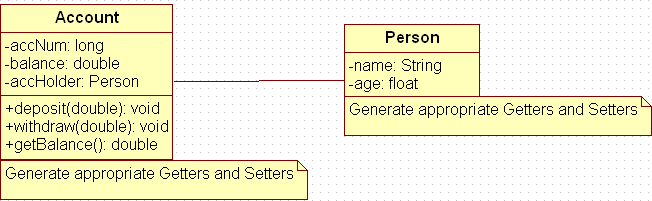 Account
-accNum: long
-balance: double
-accHolder: Person
+deposit(double): void
+withdraw(double): void
+getBalance(): double
Generate appropriate Getters and Setters
Person
-name: String
-age: float
Generate appropriate Getters and Setters